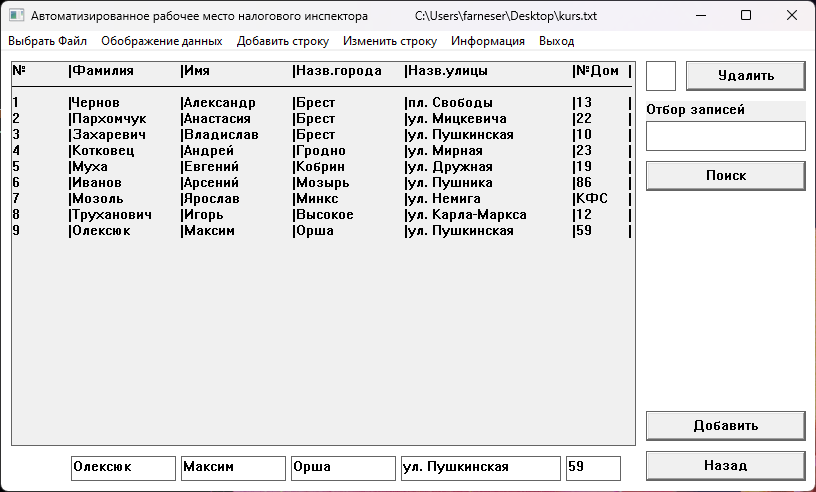 Автоматизированное рабочее место налогового инспектора C:\Users\farneser\Desktop\kurs.txt
Выбрать Файл Обображение данных Добавить строку Изменить строку Информация Выход
№ |Фамилия |Имя |Назв.города |Назв.улицы |№Дом |
Удалить
1 |Чернов |Александр |Брест |пл. Свободы |13 |
2 |Пархомчук |Анастасия |Брест |ул. Мицкевича |22 |
3 |Захаревич |Владислав |Брест |ул. Пушкинская |10 |
4 |Котковец |Андрей |Гродно |ул. Мирная |23 |
5 |Муха |Евгений |Кобрин |ул. Дружная |19 |
6 |Иванов |Арсений |Мозырь |ул. Пушника |86 |
7 |Мозоль |Ярослав |Минкс |ул. Немига |КФС |
8 |Труханович |Игорь |Высокое |ул. Карла-Маркса |12 |
9 |Олексюк |Максим |Орша |ул. Пушкинская |59 |
Отбор записей
Поиск
Добавить
Олексюк Максим Орша ул. Пушкинская 59
Назад